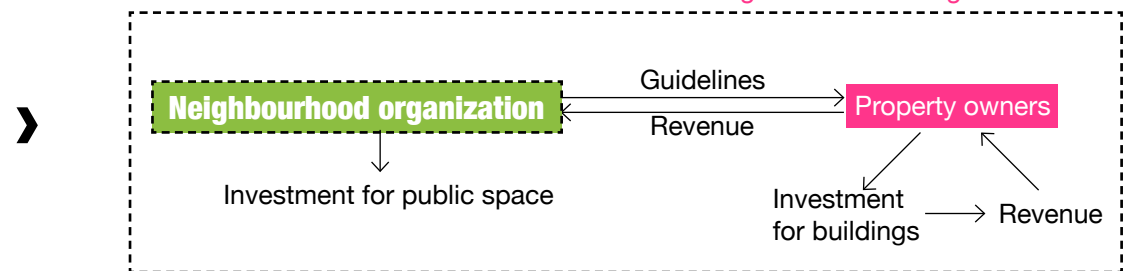 Guidelines
Neighbourhood organization
Property owners
Revenue
Investment for public space
Investment
for buildings
Revenue